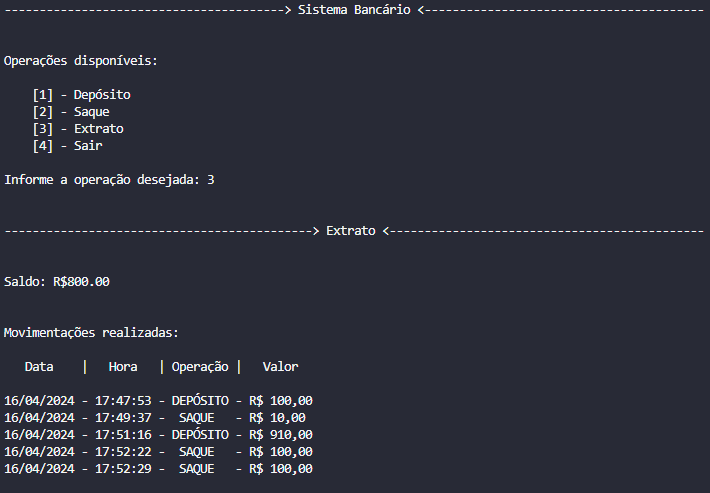 ----------------------------------------> Sistema Bancário <----------------------------------------
Operações disponíveis:
[1] - Depósito
[2] - Saque
[3] - Extrato
[4] - Sair
Informe a operação desejada: 3
--------------------------------------------> Extrato <---------------------------------------------
Saldo: R$800.00
Movimentações realizadas:
Data | Hora | Operação | Valor
16/04/2024 - 17:47:53 - DEPÓSITO - R$ 100,00
16/04/2024 - 17:49:37 - SAQUE - R$ 10,00
16/04/2024 - 17:51:16 - DEPÓSITO - R$ 910,00
16/04/2024 - 17:52:22 - SAQUE - R$ 100,00
16/04/2024 - 17:52:29 - SAQUE - R$ 100,00